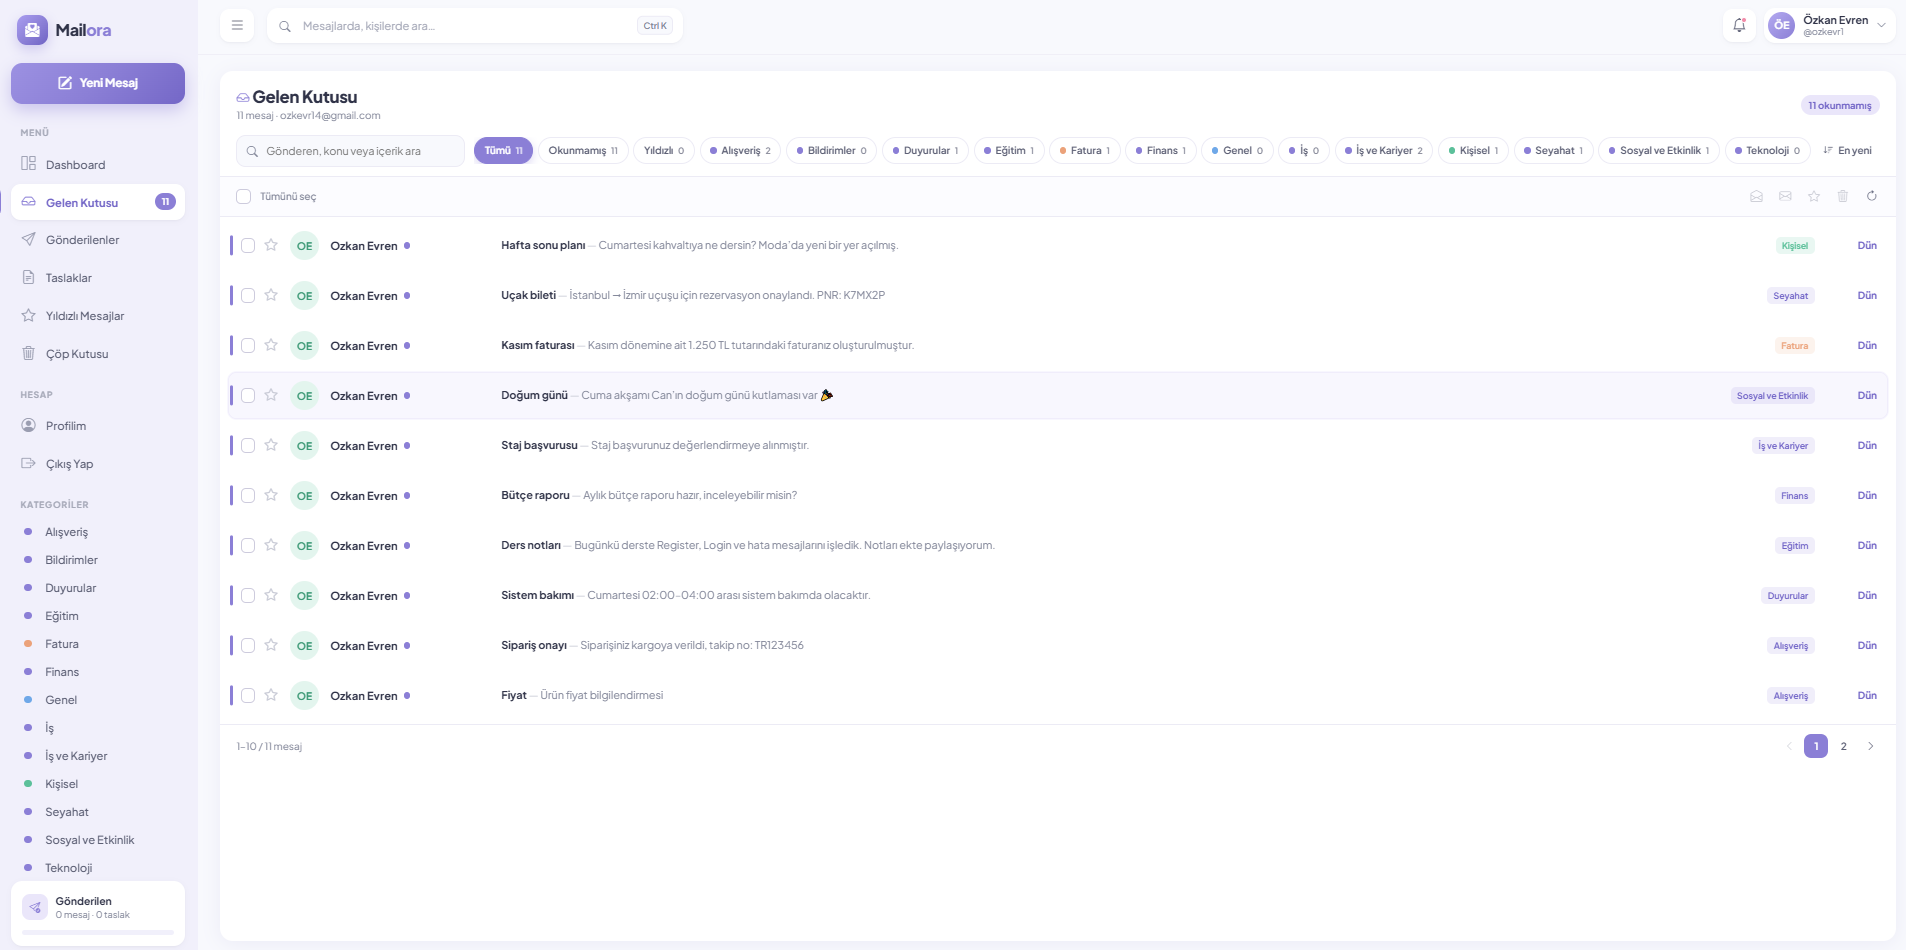 Mailora
Mesajlarda, kişilerde ara...
Ctrl K
ÖE
Özkan Evren
@ozkevr1
Yeni Mesaj
MENÜ
Dashboard
Gelen Kutusu
11
Gönderilenler
Taslaklar
Yıldızlı Mesajlar
Çöp Kutusu
HESAP
Profilim
Çıkış Yap
KATEGORİLER
Alışveriş
Bildirimler
Duyurular
Eğitim
Fatura
Finans
Genel
İş
İş ve Kariyer
Kişisel
Seyahat
Sosyal ve Etkinlik
Teknoloji
Gönderilen
0 mesaj · 0 taslak
Gelen Kutusu
11 mesaj · ozkevr14@gmail.com
11 okunmamış
Gönderen, konu veya içerik ara
Tümü 11
Okunmamış 11
Yıldızlı 0
Alışveriş 2
Bildirimler 0
Duyurular 1
Eğitim 1
Fatura 1
Finans 1
Genel 0
İş 0
İş ve Kariyer 2
Kişisel 1
Seyahat 1
Sosyal ve Etkinlik 1
Teknoloji 0
En yeni
Tümünü seç
OE Ozkan Evren Hafta sonu planı — Cumartesi kahvaltıya ne dersin? Moda'da yeni bir yer açılmış. Kişisel Dün
OE Ozkan Evren Uçak bileti — İstanbul → İzmir uçuşu için rezervasyon onaylandı. PNR: K7MX2P Seyahat Dün
OE Ozkan Evren Kasım faturası — Kasım dönemine ait 1.250 TL tutarındaki faturanız oluşturulmuştur. Fatura Dün
OE Ozkan Evren Doğum günü — Cuma akşamı Can'ın doğum günü kutlaması var 🎉 Sosyal ve Etkinlik Dün
OE Ozkan Evren Staj başvurusu — Staj başvurunuz değerlendirmeye alınmıştır. İş ve Kariyer Dün
OE Ozkan Evren Bütçe raporu — Aylık bütçe raporu hazır, inceleyebilir misin? Finans Dün
OE Ozkan Evren Ders notları — Bugünkü derste Register, Login ve hata mesajlarını işledik. Notları ekte paylaşıyorum. Eğitim Dün
OE Ozkan Evren Sistem bakımı — Cumartesi 02:00–04:00 arası sistem bakımda olacaktır. Duyurular Dün
OE Ozkan Evren Sipariş onayı — Siparişiniz kargoya verildi, takip no: TR123456 Alışveriş Dün
OE Ozkan Evren Fiyat — Ürün fiyat bilgilendirmesi Alışveriş Dün
1–10 / 11 mesaj
1 2